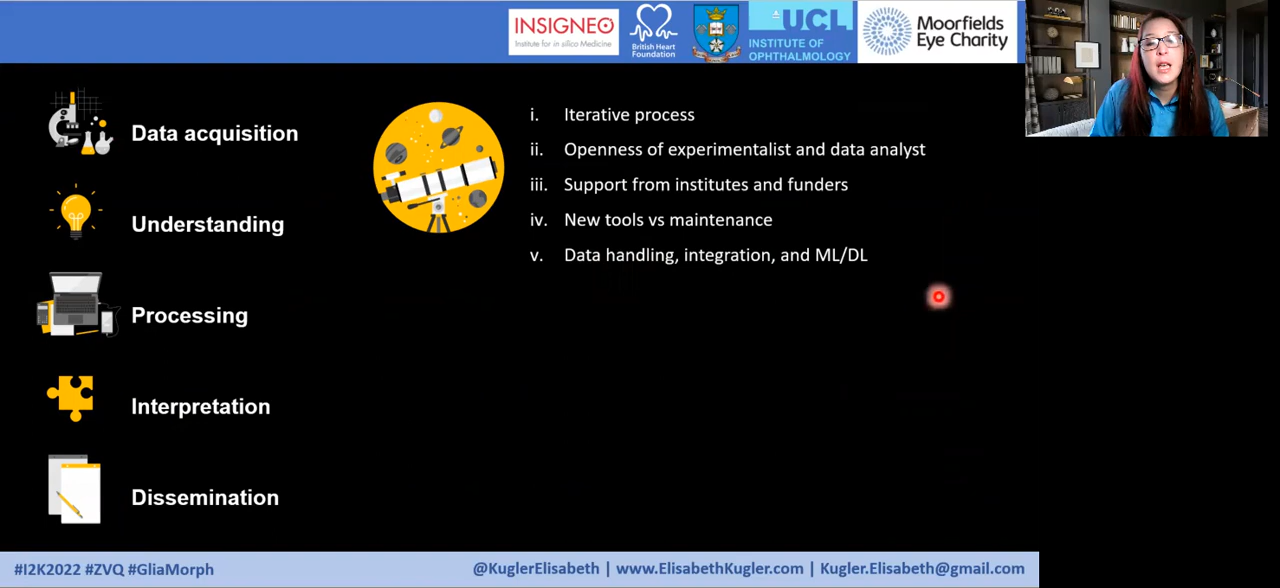 INSIGNEO
Institute for in silico Medicine
British Heart
Foundation
UCL
INSTITUTE OF
OPHTHALMOLOGY
Moorfields
Eye Charity
Data acquisition
Understanding
Processing
Interpretation
Dissemination
i. Iterative process
ii. Openness of experimentalist and data analyst
iii. Support from institutes and funders
iv. New tools vs maintenance
v. Data handling, integration, and ML/DL
#I2K2022 #ZVQ #GliaMorph
@KuglerElisabeth | www.ElisabethKugler.com | Kugler.Elisabeth@gmail.com